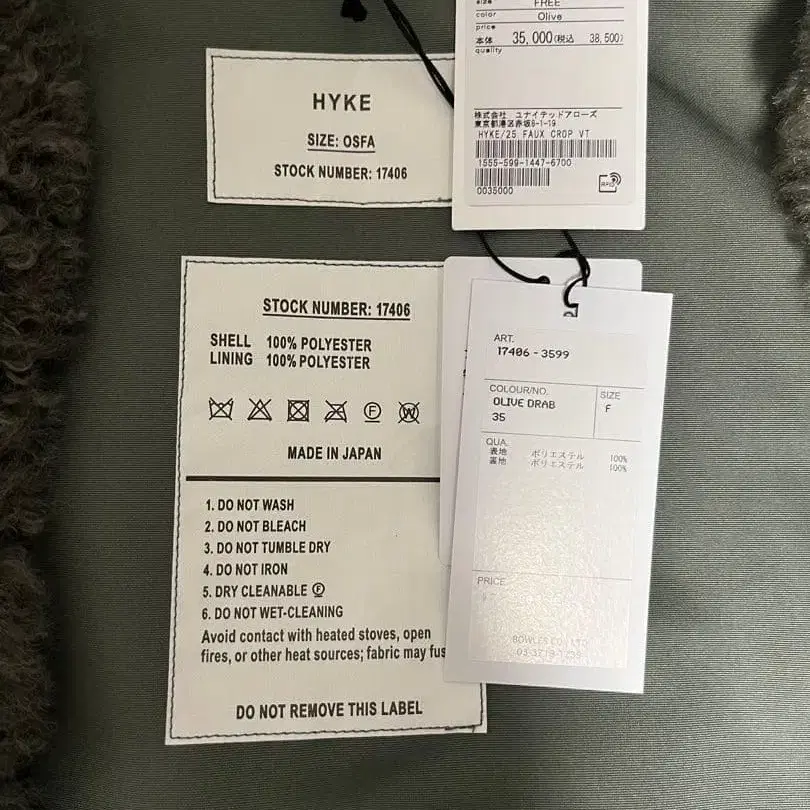 size FREE
color Olive
price
本体 35,000(税込 38,500)
quality
株式会社 ユナイテッドアローズ
東京都港区赤坂8-1-19
HYKE/25 FAUX CROP VT
1555-599-1447-6700
0035000
RFID
HYKE
SIZE: OSFA
STOCK NUMBER: 17406
STOCK NUMBER: 17406
SHELL 100% POLYESTER
LINING 100% POLYESTER
F W
MADE IN JAPAN
1. DO NOT WASH
2. DO NOT BLEACH
3. DO NOT TUMBLE DRY
4. DO NOT IRON
5. DRY CLEANABLE Ⓕ
6. DO NOT WET-CLEANING
Avoid contact with heated stoves, open
fires, or other heat sources; fabric may fus
DO NOT REMOVE THIS LABEL
ART.
17406-3599
COLOUR/NO.
OLIVE DRAB
35
SIZE
F
QUA.
表地 ポリエステル 100%
裏地 ポリエステル 100%
PRICE
BOWLES CO., LTD.